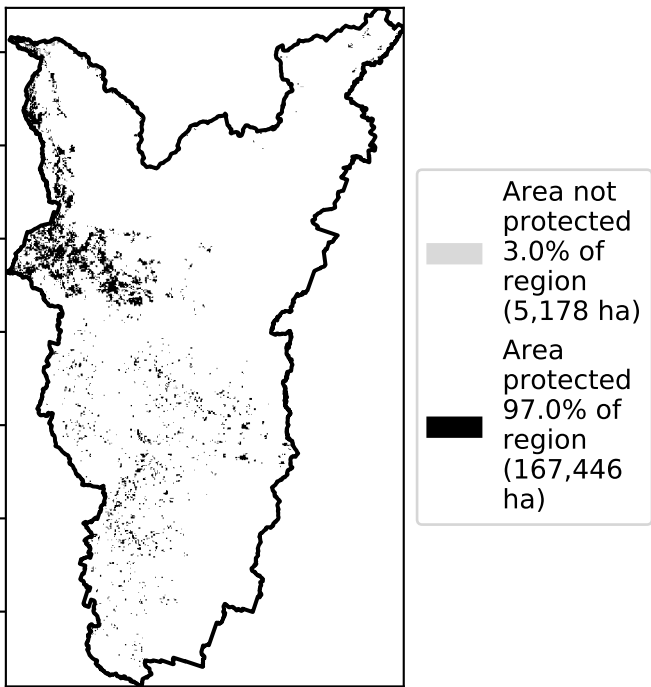 Area not
protected
3.0% of
region
(5,178 ha)
Area
protected
97.0% of
region
(167,446
ha)